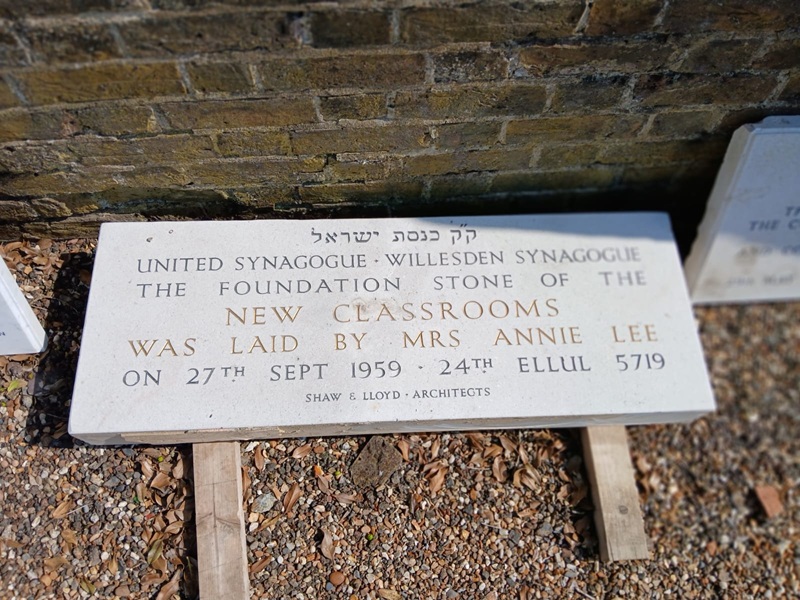 ק״ק כנסת ישראל
UNITED SYNAGOGUE · WILLESDEN SYNAGOGUE
THE FOUNDATION STONE OF THE
NEW CLASSROOMS
WAS LAID BY MRS ANNIE LEE
ON 27TH SEPT 1959 · 24TH ELLUL 5719
SHAW & LLOYD · ARCHITECTS
THE C